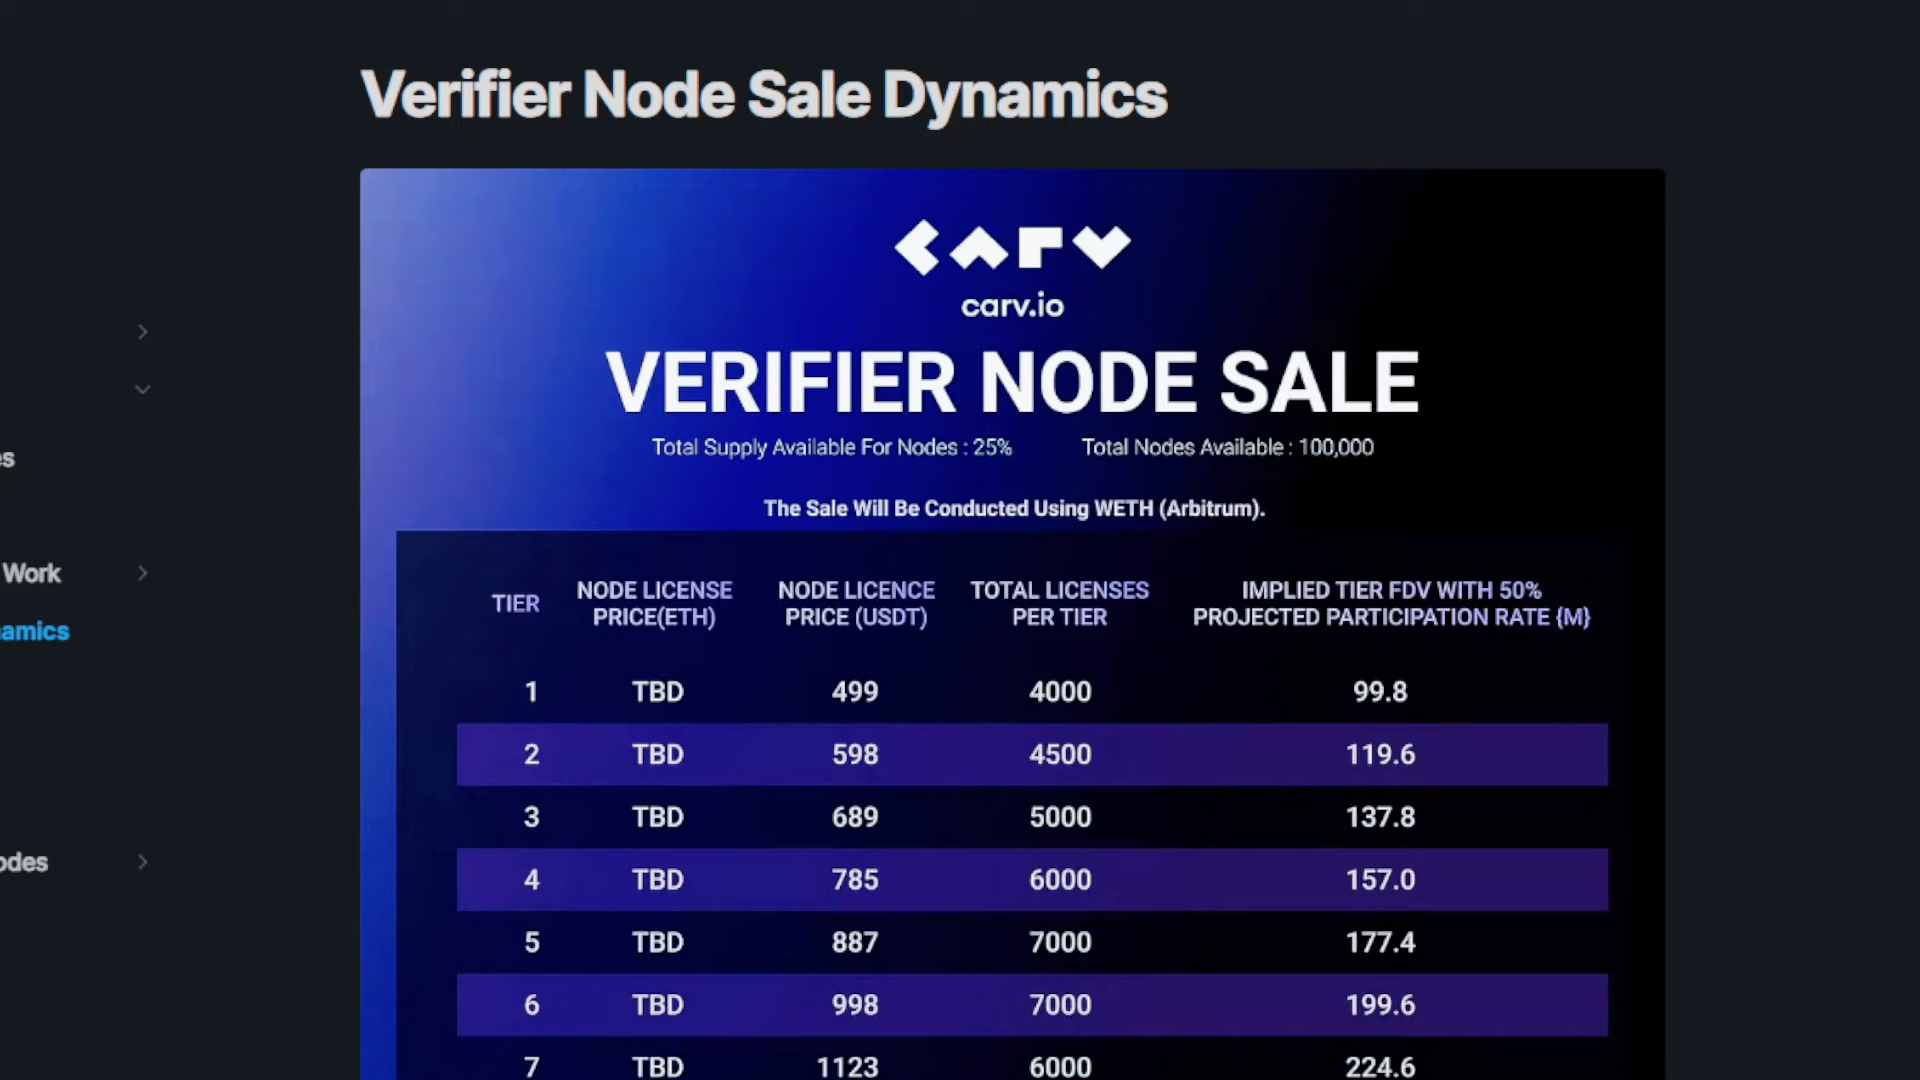 Verifier Node Sale Dynamics
carv
carv.io
VERIFIER NODE SALE
Total Supply Available For Nodes : 25% Total Nodes Available : 100,000
The Sale Will Be Conducted Using WETH (Arbitrum).
TIER NODE LICENSE PRICE(ETH) NODE LICENCE PRICE (USDT) TOTAL LICENSES PER TIER IMPLIED TIER FDV WITH 50% PROJECTED PARTICIPATION RATE {M}
1 TBD 499 4000 99.8
2 TBD 598 4500 119.6
3 TBD 689 5000 137.8
4 TBD 785 6000 157.0
5 TBD 887 7000 177.4
6 TBD 998 7000 199.6
7 TBD 1123 6000 224.6
es
Work
amics
odes